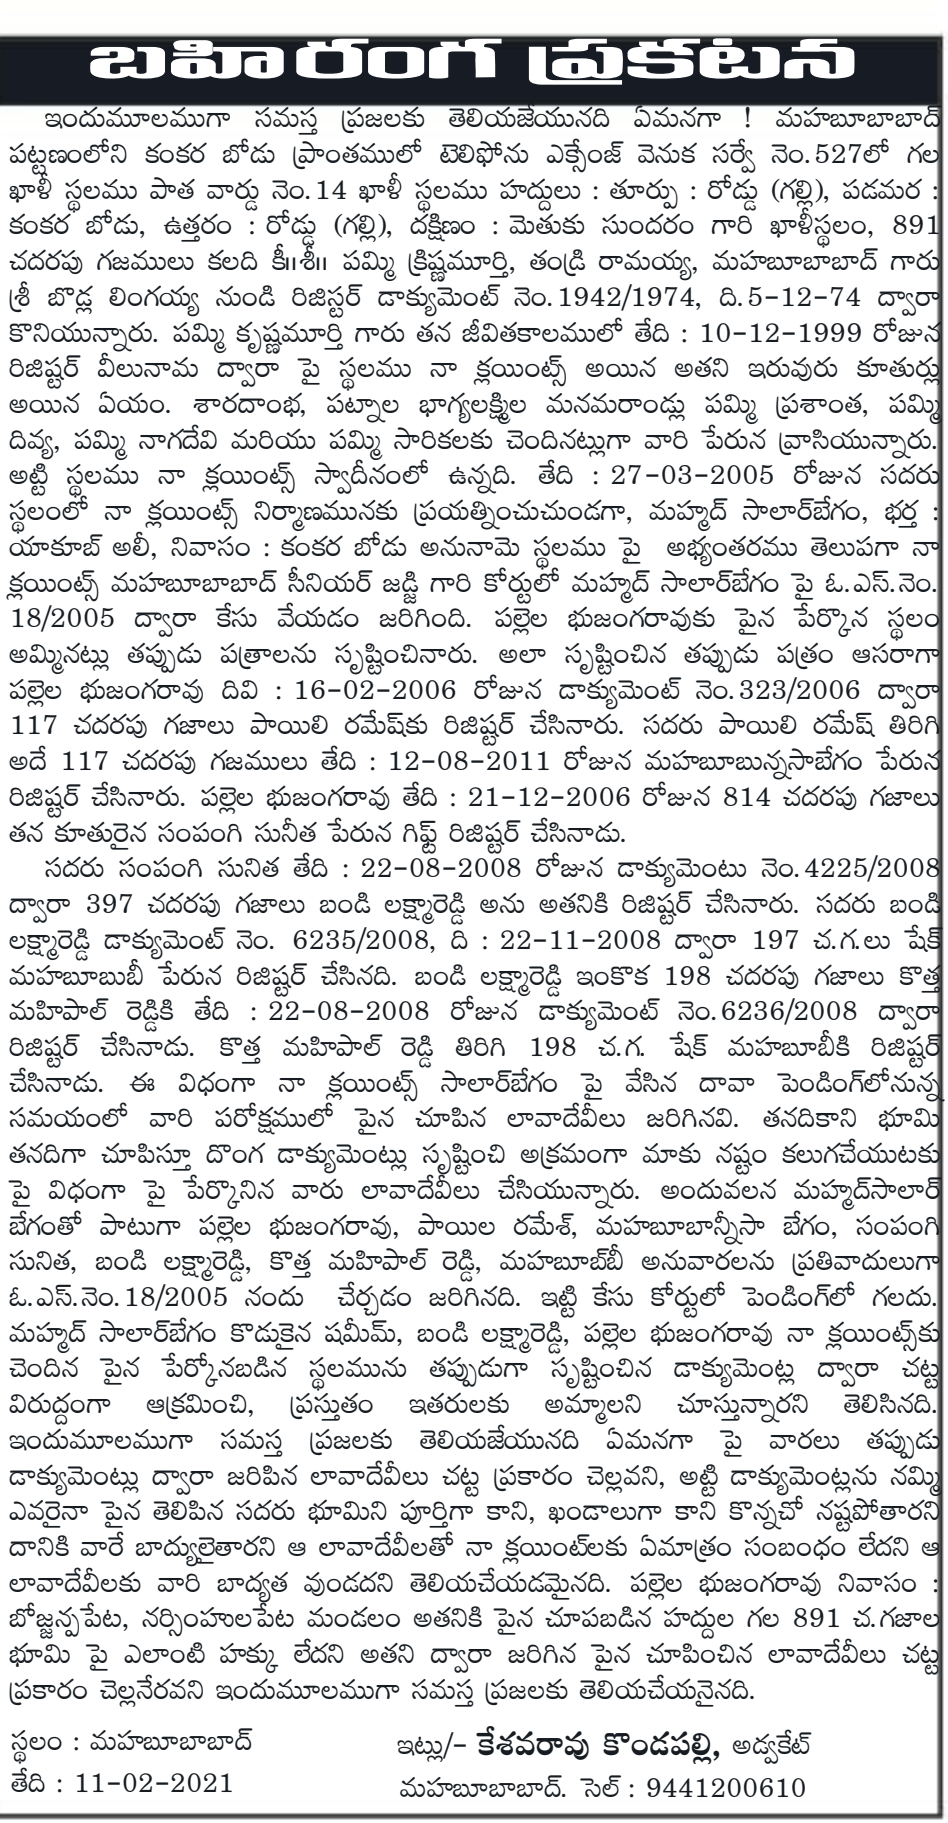 బహిరంగ ప్రకటన
ఇందుమూలముగా సమస్త ప్రజలకు తెలియజేయునది ఏమనగా ! మహబూబాబాద్
పట్టణంలోని కంకర బోడు ప్రాంతములో టెలిఫోను ఎక్సేంజ్ వెనుక సర్వే నెం.527లో గల
ఖాళీ స్థలము పాత వార్డు నెం.14 ఖాళీ స్థలము హద్దులు : తూర్పు : రోడ్డు (గల్లి), పడమర :
కంకర బోడు, ఉత్తరం : రోడ్డు (గల్లి), దక్షిణం : మెతుకు సుందరం గారి ఖాళీస్థలం, 891
చదరపు గజములు కలది కీ॥శీ॥ పమ్మి క్రిష్ణమూర్తి, తండ్రి రామయ్య, మహబూబాబాద్ గారు
శ్రీ బొడ్ల లింగయ్య నుండి రిజిస్టర్ డాక్యుమెంట్ నెం.1942/1974, ది.5-12-74 ద్వారా
కొనియున్నారు. పమ్మి కృష్ణమూర్తి గారు తన జీవితకాలములో తేది : 10-12-1999 రోజున
రిజిష్టర్ వీలునామ ద్వారా పై స్థలము నా క్లయింట్స్ అయిన అతని ఇరువురు కూతుర్లు
అయిన ఏయం. శారదాంభ, పట్నాల భాగ్యలక్ష్మిల మనమరాండ్లు పమ్మి ప్రశాంత, పమ్మి
దివ్య, పమ్మి నాగదేవి మరియు పమ్మి సారికలకు చెందినట్లుగా వారి పేరున వ్రాసియున్నారు.
అట్టి స్థలము నా క్లయింట్స్ స్వాదీనంలో ఉన్నది. తేది : 27-03-2005 రోజున సదరు
స్థలంలో నా క్లయింట్స్ నిర్మాణమునకు ప్రయత్నించుచుండగా, మహ్మద్ సాలార్‌బేగం, భర్త :
యాకూబ్ అలీ, నివాసం : కంకర బోడు అనునామె స్థలము పై అభ్యంతరము తెలుపగా నా
క్లయింట్స్ మహబూబాబాద్ సీనియర్ జడ్జి గారి కోర్టులో మహ్మద్ సాలార్‌బేగం పై ఓ.ఎస్.నెం.
18/2005 ద్వారా కేసు వేయడం జరిగింది. పల్లెల భుజంగరావుకు పైన పేర్కొన స్థలం
అమ్మినట్లు తప్పుడు పత్రాలను సృష్టించినారు. అలా సృష్టించిన తప్పుడు పత్రం ఆసరాగా
పల్లెల భుజంగరావు దివి : 16-02-2006 రోజున డాక్యుమెంట్ నెం.323/2006 ద్వారా
117 చదరపు గజాలు పాయిలి రమేష్‌కు రిజిష్టర్ చేసినారు. సదరు పాయిలి రమేష్ తిరిగి
అదే 117 చదరపు గజములు తేది : 12-08-2011 రోజున మహబూబున్నసాబేగం పేరున
రిజిష్టర్ చేసినారు. పల్లెల భుజంగరావు తేది : 21-12-2006 రోజున 814 చదరపు గజాలు
తన కూతురైన సంపంగి సునీత పేరున గిఫ్ట్ రిజిష్టర్ చేసినాడు.
సదరు సంపంగి సునిత తేది : 22-08-2008 రోజున డాక్యుమెంటు నెం.4225/2008
ద్వారా 397 చదరపు గజాలు బండి లక్ష్మారెడ్డి అను అతనికి రిజిష్టర్ చేసినారు. సదరు బండి
లక్ష్మారెడ్డి డాక్యుమెంట్ నెం. 6235/2008, ది : 22-11-2008 ద్వారా 197 చ.గ.లు షేక్
మహబూబుబీ పేరున రిజిష్టర్ చేసినది. బండి లక్ష్మారెడ్డి ఇంకొక 198 చదరపు గజాలు కొత్త
మహిపాల్ రెడ్డికి తేది : 22-08-2008 రోజున డాక్యుమెంట్ నెం.6236/2008 ద్వారా
రిజిష్టర్ చేసినాడు. కొత్త మహిపాల్ రెడ్డి తిరిగి 198 చ.గ. షేక్ మహబూబీకి రిజిష్టర్
చేసినాడు. ఈ విధంగా నా క్లయింట్స్ సాలార్‌బేగం పై వేసిన దావా పెండింగ్‌లోనున్న
సమయంలో వారి పరోక్షములో పైన చూపిన లావాదేవీలు జరిగినవి. తనదికాని భూమి
తనదిగా చూపిస్తూ దొంగ డాక్యుమెంట్లు సృష్టించి అక్రమంగా మాకు నష్టం కలుగచేయుటకు
పై విధంగా పై పేర్కొనిన వారు లావాదేవీలు చేసియున్నారు. అందువలన మహ్మద్‌సాలార్
బేగంతో పాటుగా పల్లెల భుజంగరావు, పాయిల రమేశ్, మహబూబాన్నీసా బేగం, సంపంగి
సునిత, బండి లక్ష్మారెడ్డి, కొత్త మహిపాల్ రెడ్డి, మహబూబ్‌బీ అనువారలను ప్రతివాదులుగా
ఓ.ఎస్.నెం.18/2005 నందు చేర్చడం జరిగినది. ఇట్టి కేసు కోర్టులో పెండింగ్‌లో గలదు.
మహ్మద్ సాలార్‌బేగం కొడుకైన షమీమ్, బండి లక్ష్మారెడ్డి, పల్లెల భుజంగరావు నా క్లయింట్స్‌కు
చెందిన పైన పేర్కోనబడిన స్థలమును తప్పుడుగా సృష్టించిన డాక్యుమెంట్ల ద్వారా చట్ట
విరుద్దంగా ఆక్రమించి, ప్రస్తుతం ఇతరులకు అమ్మాలని చూస్తున్నారని తెలిసినది.
ఇందుమూలముగా సమస్త ప్రజలకు తెలియజేయునది ఏమనగా పై వారలు తప్పుడు
డాక్యుమెంట్లు ద్వారా జరిపిన లావాదేవీలు చట్ట ప్రకారం చెల్లవని, అట్టి డాక్యుమెంట్లను నమ్మి
ఎవరైనా పైన తెలిపిన సదరు భూమిని పూర్తిగా కాని, ఖండాలుగా కాని కొన్నచో నష్టపోతారని
దానికి వారే బాద్యులైతారని ఆ లావాదేవీలతో నా క్లయింట్‌లకు ఏమాత్రం సంబంధం లేదని ఆ
లావాదేవీలకు వారి బాద్యత వుండదని తెలియచేయడమైనది. పల్లెల భుజంగరావు నివాసం :
బోజ్జన్నపేట, నర్సింహులపేట మండలం అతనికి పైన చూపబడిన హద్దుల గల 891 చ.గజాల
భూమి పై ఎలాంటి హక్కు లేదని అతని ద్వారా జరిగిన పైన చూపించిన లావాదేవీలు చట్ట
ప్రకారం చెల్లనేరవని ఇందుమూలముగా సమస్త ప్రజలకు తెలియచేయనైనది.
స్థలం : మహబూబాబాద్
తేది : 11-02-2021
ఇట్లు/- కేశవరావు కొండపల్లి, అడ్వకేట్
మహబూబాబాద్. సెల్ : 9441200610